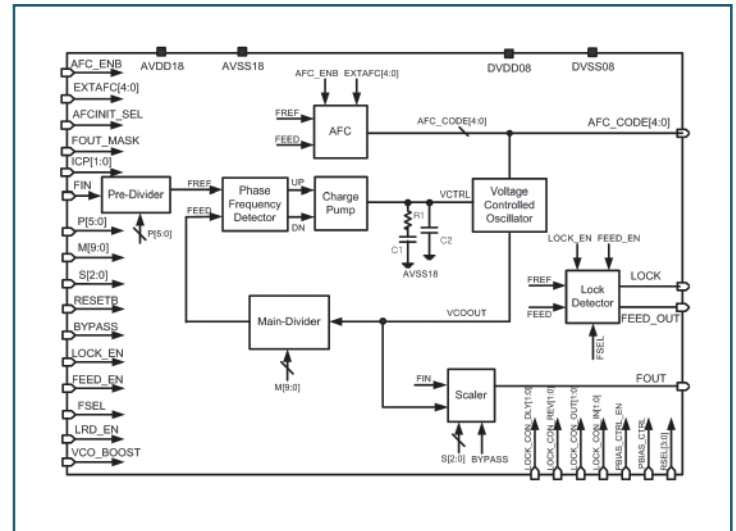 AVDD18
AVSS18
DVDD08
DVSS08
AFC_ENB
EXTAFC[4:0]
AFCINIT_SEL
FOUT_MASK
ICP[1:0]
FIN
P[5:0]
M[9:0]
S[2:0]
RESETB
BYPASS
LOCK_EN
FEED_EN
FSEL
LRD_EN
VCO_BOOST
AFC_ENB EXTAFC[4:0]
FREF
FEED
AFC
AFC_CODE[4:0]
AFC_CODE[4:0]
Pre-Divider
P[5:0]
FREF
FEED
Phase
Frequency
Detector
UP
DN
Charge
Pump
R1
C1
C2
AVSS18
VCTRL
Voltage
Controlled
Oscillator
LOCK_EN FEED_EN
FREF
FEED
Lock
Detector
FSEL
LOCK
FEED_OUT
Main-Divider
M[9:0]
VCOOUT
FIN
Scaler
S[2:0] BYPASS
FOUT
LOCK_CON_DLY[1:0]
LOCK_CON_REV[1:0]
LOCK_CON_OUT[1:0]
LOCK_CON_IN[1:0]
PBIAS_CTRL_EN
PBIAS_CTRL
RSEL[3:0]